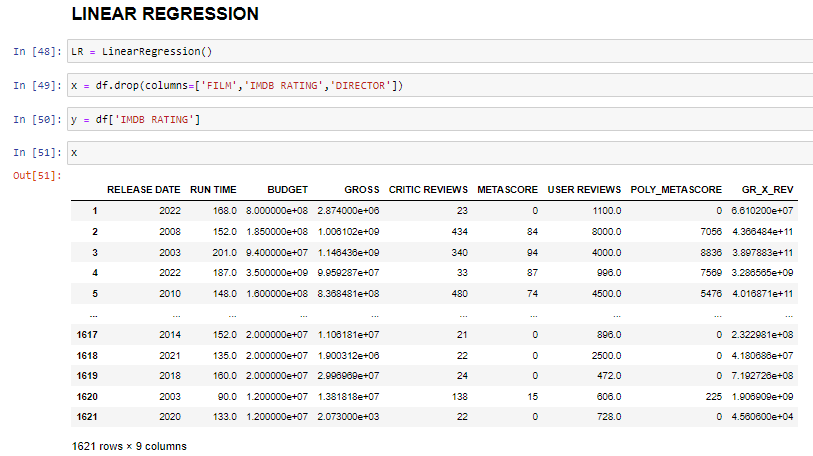 LINEAR REGRESSION
In [48]: LR = LinearRegression()
In [49]: x = df.drop(columns=['FILM','IMDB RATING','DIRECTOR'])
In [50]: y = df['IMDB RATING']
In [51]: x
Out[51]:
RELEASE DATE RUN TIME BUDGET GROSS CRITIC REVIEWS METASCORE USER REVIEWS POLY_METASCORE GR_X_REV
1 2022 168.0 8.000000e+08 2.874000e+06 23 0 1100.0 0 6.610200e+07
2 2008 152.0 1.850000e+08 1.006102e+09 434 84 8000.0 7056 4.366484e+11
3 2003 201.0 9.400000e+07 1.146436e+09 340 94 4000.0 8836 3.897883e+11
4 2022 187.0 3.500000e+09 9.959287e+07 33 87 996.0 7569 3.286565e+09
5 2010 148.0 1.600000e+08 8.368481e+08 480 74 4500.0 5476 4.016871e+11
... ... ... ... ... ... ... ... ... ...
1617 2014 152.0 2.000000e+07 1.106181e+07 21 0 896.0 0 2.322981e+08
1618 2021 135.0 2.000000e+07 1.900312e+06 22 0 2500.0 0 4.180686e+07
1619 2018 160.0 2.000000e+07 2.996969e+07 24 0 472.0 0 7.192726e+08
1620 2003 90.0 1.200000e+07 1.381818e+07 138 15 606.0 225 1.906909e+09
1621 2020 133.0 1.200000e+07 2.073000e+03 22 0 728.0 0 4.560600e+04
1621 rows × 9 columns